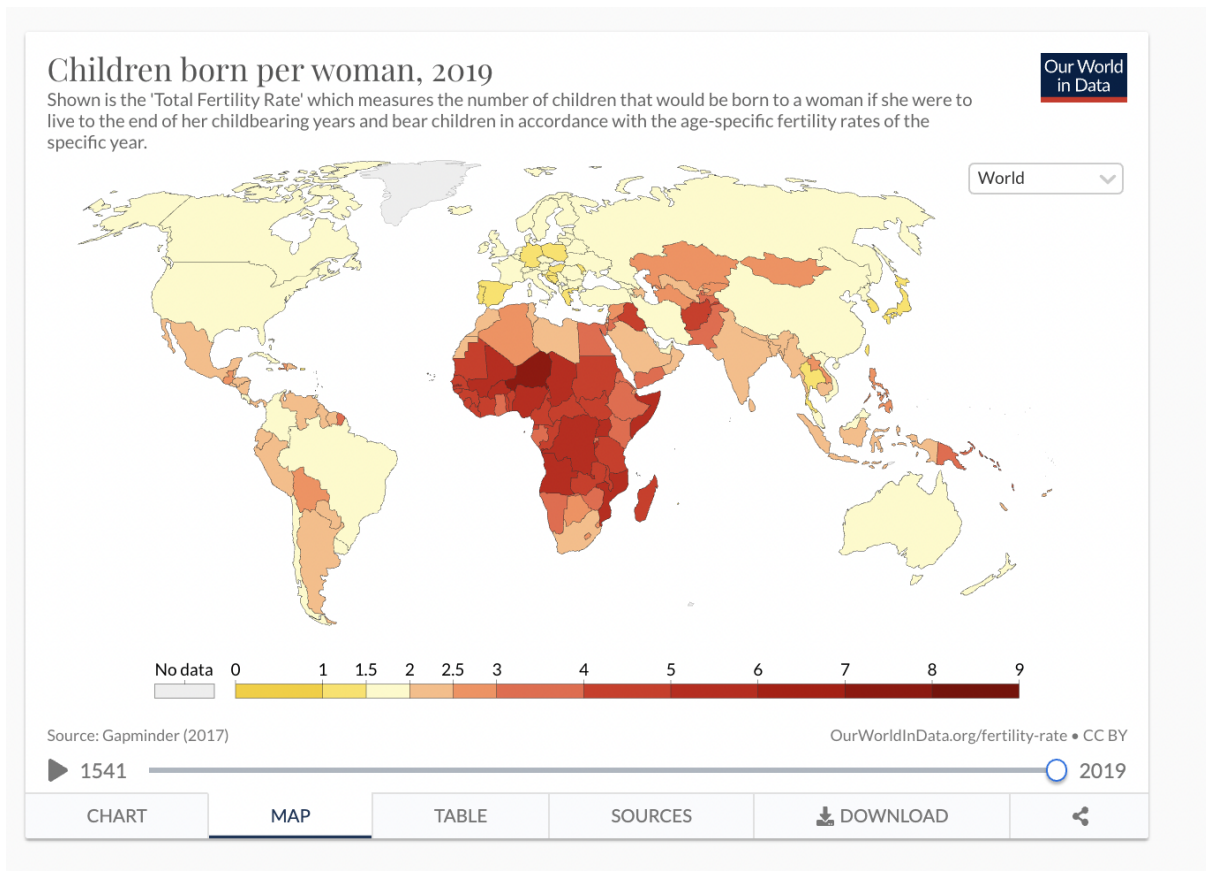 Children born per woman, 2019
Our World
in Data
Shown is the 'Total Fertility Rate' which measures the number of children that would be born to a woman if she were to
live to the end of her childbearing years and bear children in accordance with the age-specific fertility rates of the
specific year.
World
No data 0 1 1.5 2 2.5 3 4 5 6 7 8 9
Source: Gapminder (2017)
OurWorldInData.org/fertility-rate • CC BY
1541 2019
CHART MAP TABLE SOURCES DOWNLOAD